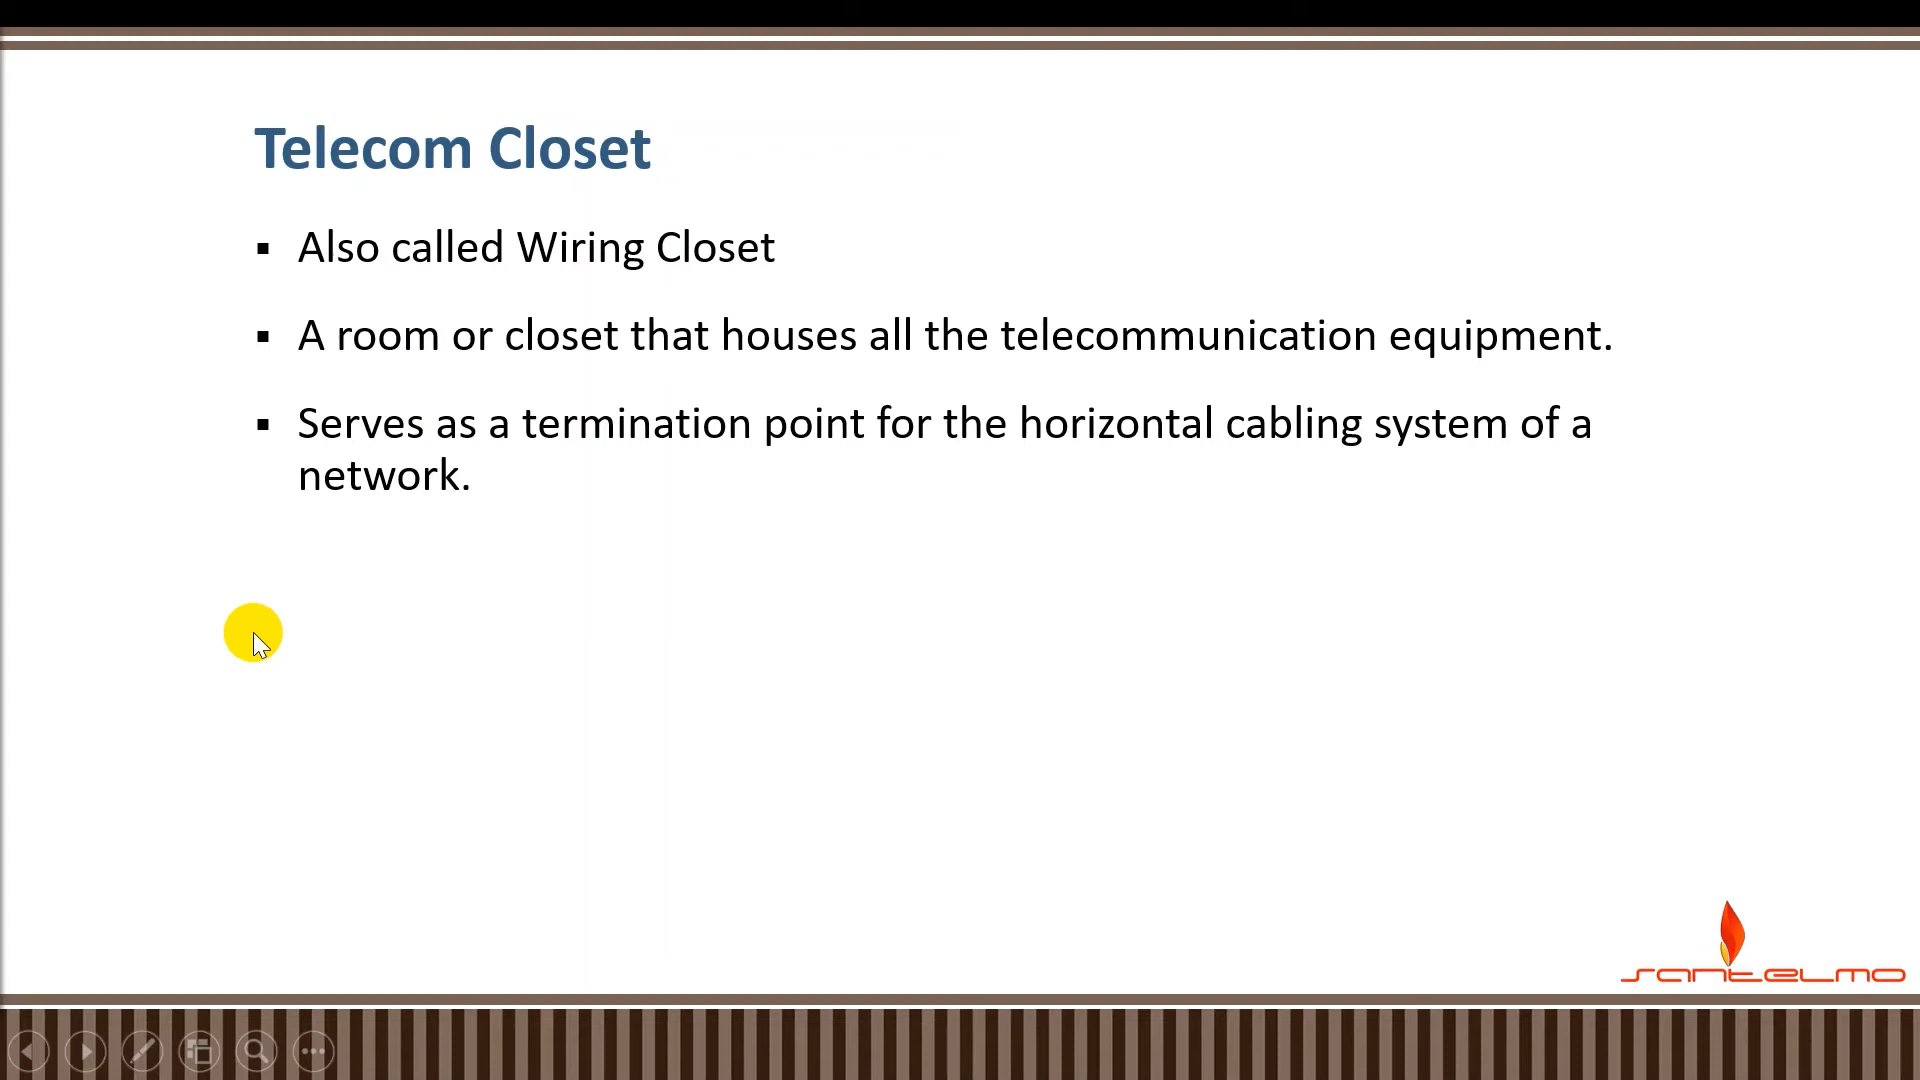 Telecom Closet
▪ Also called Wiring Closet
▪ A room or closet that houses all the telecommunication equipment.
▪ Serves as a termination point for the horizontal cabling system of a
network.
santelmo